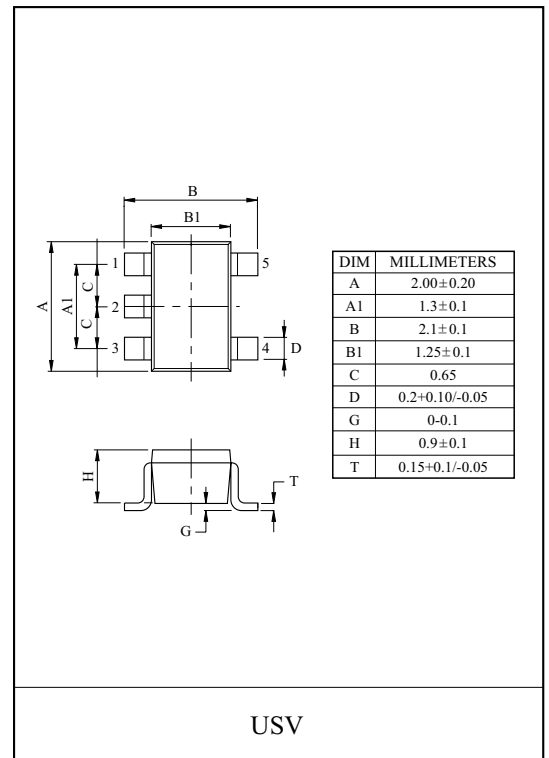 B
B1
1
5
C
A
A1
2
C
3
4
D
H
T
G
DIM MILLIMETERS
A 2.00±0.20
A1 1.3±0.1
B 2.1±0.1
B1 1.25±0.1
C 0.65
D 0.2+0.10/-0.05
G 0-0.1
H 0.9±0.1
T 0.15+0.1/-0.05
USV